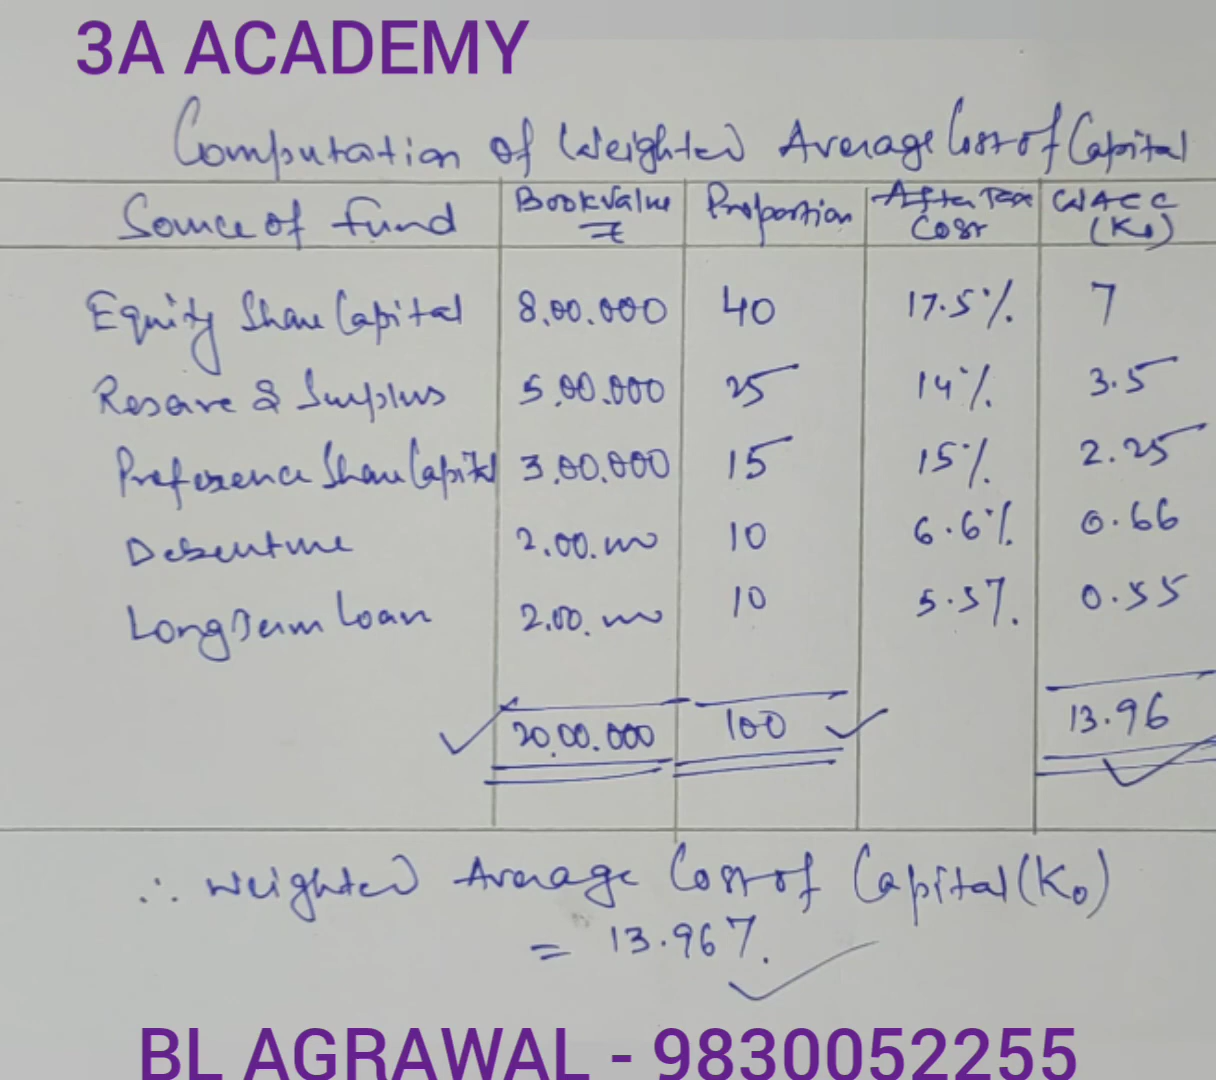 3A ACADEMY
Computation of Weighted Average Cost of Capital
Source of fund Book Value ₹ Proportion After Tax Cost WACC (K₀)
Equity Share Capital 8,00,000 40 17.5% 7
Reserve & Surplus 5,00,000 25 14% 3.5
Preference Share Capital 3,00,000 15 15% 2.25
Debenture 2,00,000 10 6.6% 0.66
Long Term Loan 2,00,000 10 5.5% 0.55
20,00,000 100 13.96
∴ Weighted Average Cost of Capital (K₀)
= 13.96%
BL AGRAWAL - 9830052255